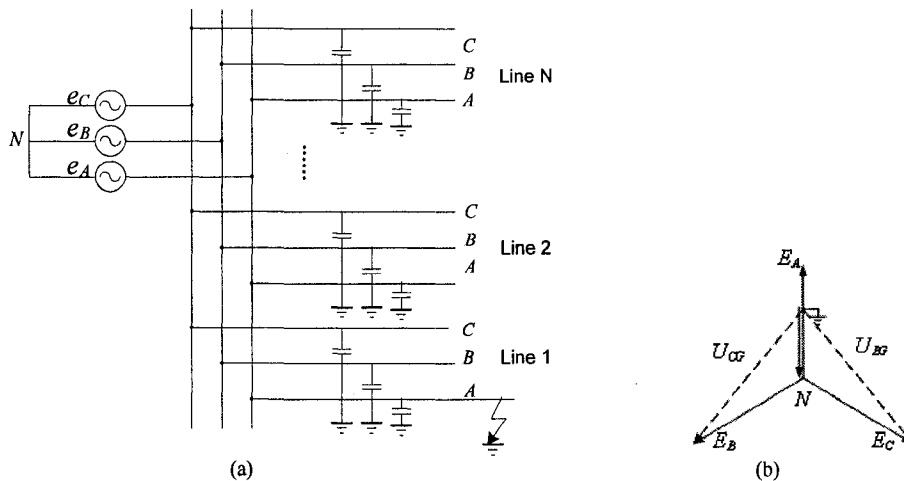 C
B
Line N
A
e_C
e_B
N
e_A
C
B
Line 2
A
C
B
Line 1
A
(a)
E_A
U_CG
U_BG
N
E_B
E_C
(b)